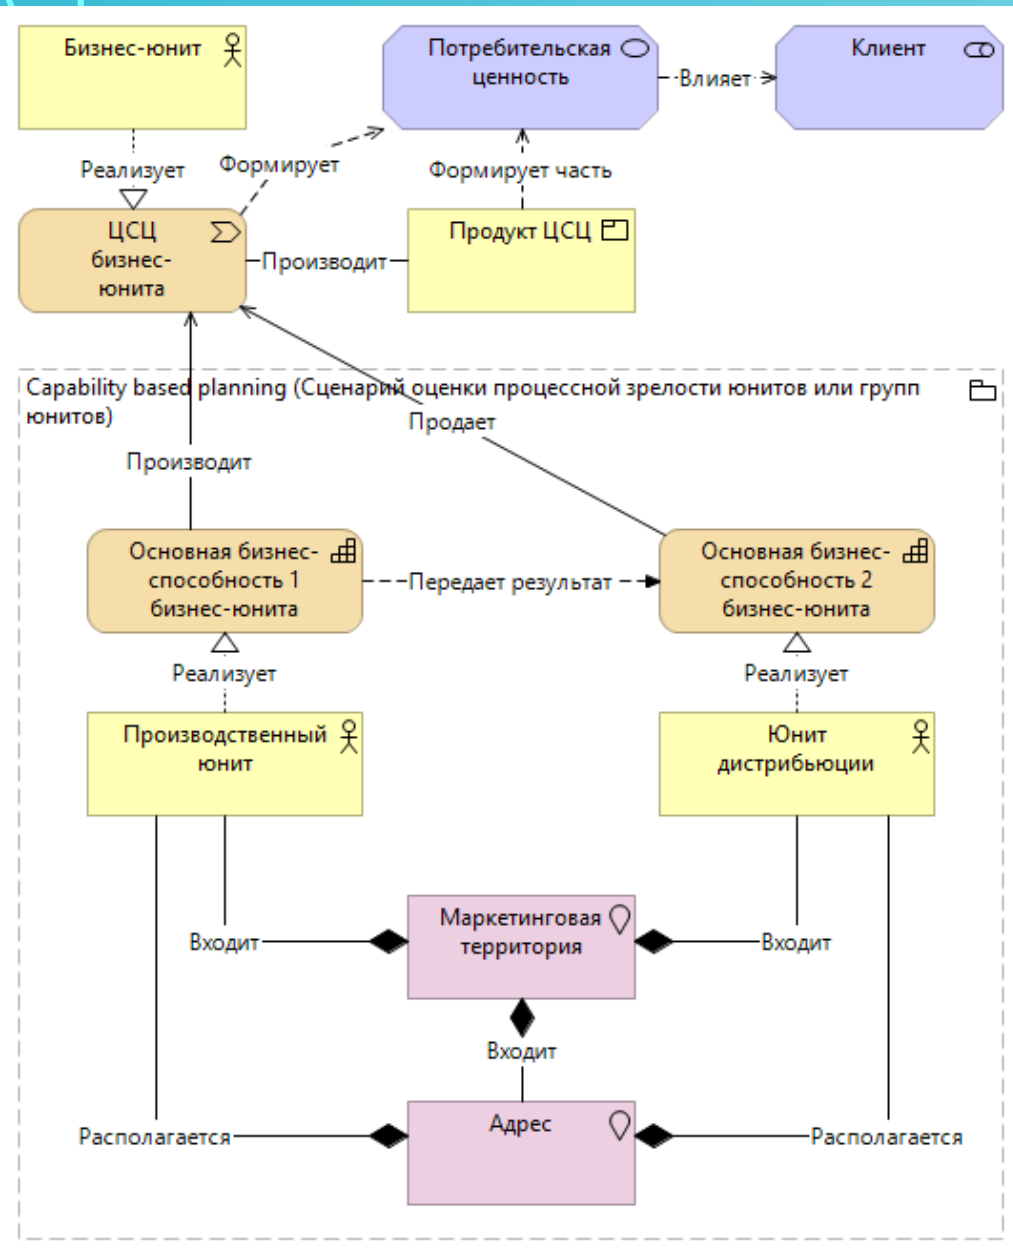 Бизнес-юнит
Потребительская
ценность
Влияет
Клиент
Реализует
Формирует
Формирует часть
ЦСЦ
бизнес-
юнита
Производит
Продукт ЦСЦ
Capability based planning (Сценарий оценки процессной зрелости юнитов или групп
юнитов)
Продает
Производит
Основная бизнес-
способность 1
бизнес-юнита
Передает результат
Основная бизнес-
способность 2
бизнес-юнита
Реализует
Реализует
Производственный
юнит
Юнит
дистрибьюции
Маркетинговая
территория
Входит
Входит
Входит
Адрес
Располагается
Располагается